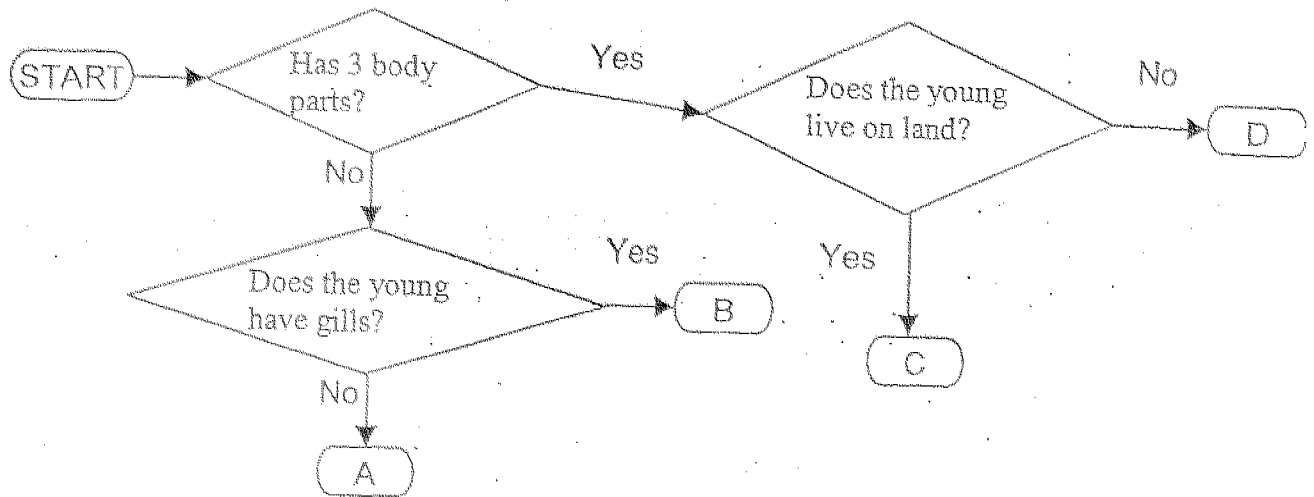 START
Has 3 body
parts?
Yes
Does the young
live on land?
No
D
No
Does the young
have gills?
Yes
B
Yes
C
No
A